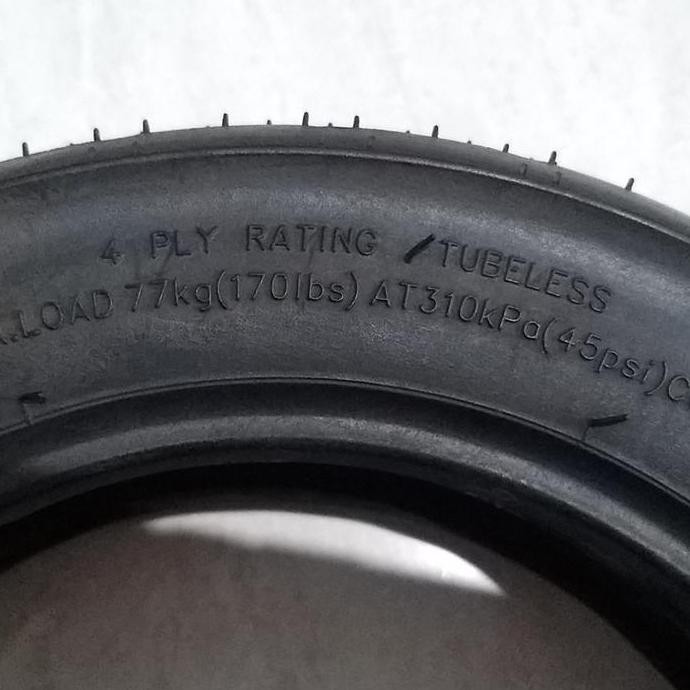 4 PLY RATING /TUBELESS
.LOAD 77kg(170lbs) AT310kPa(45psi)C